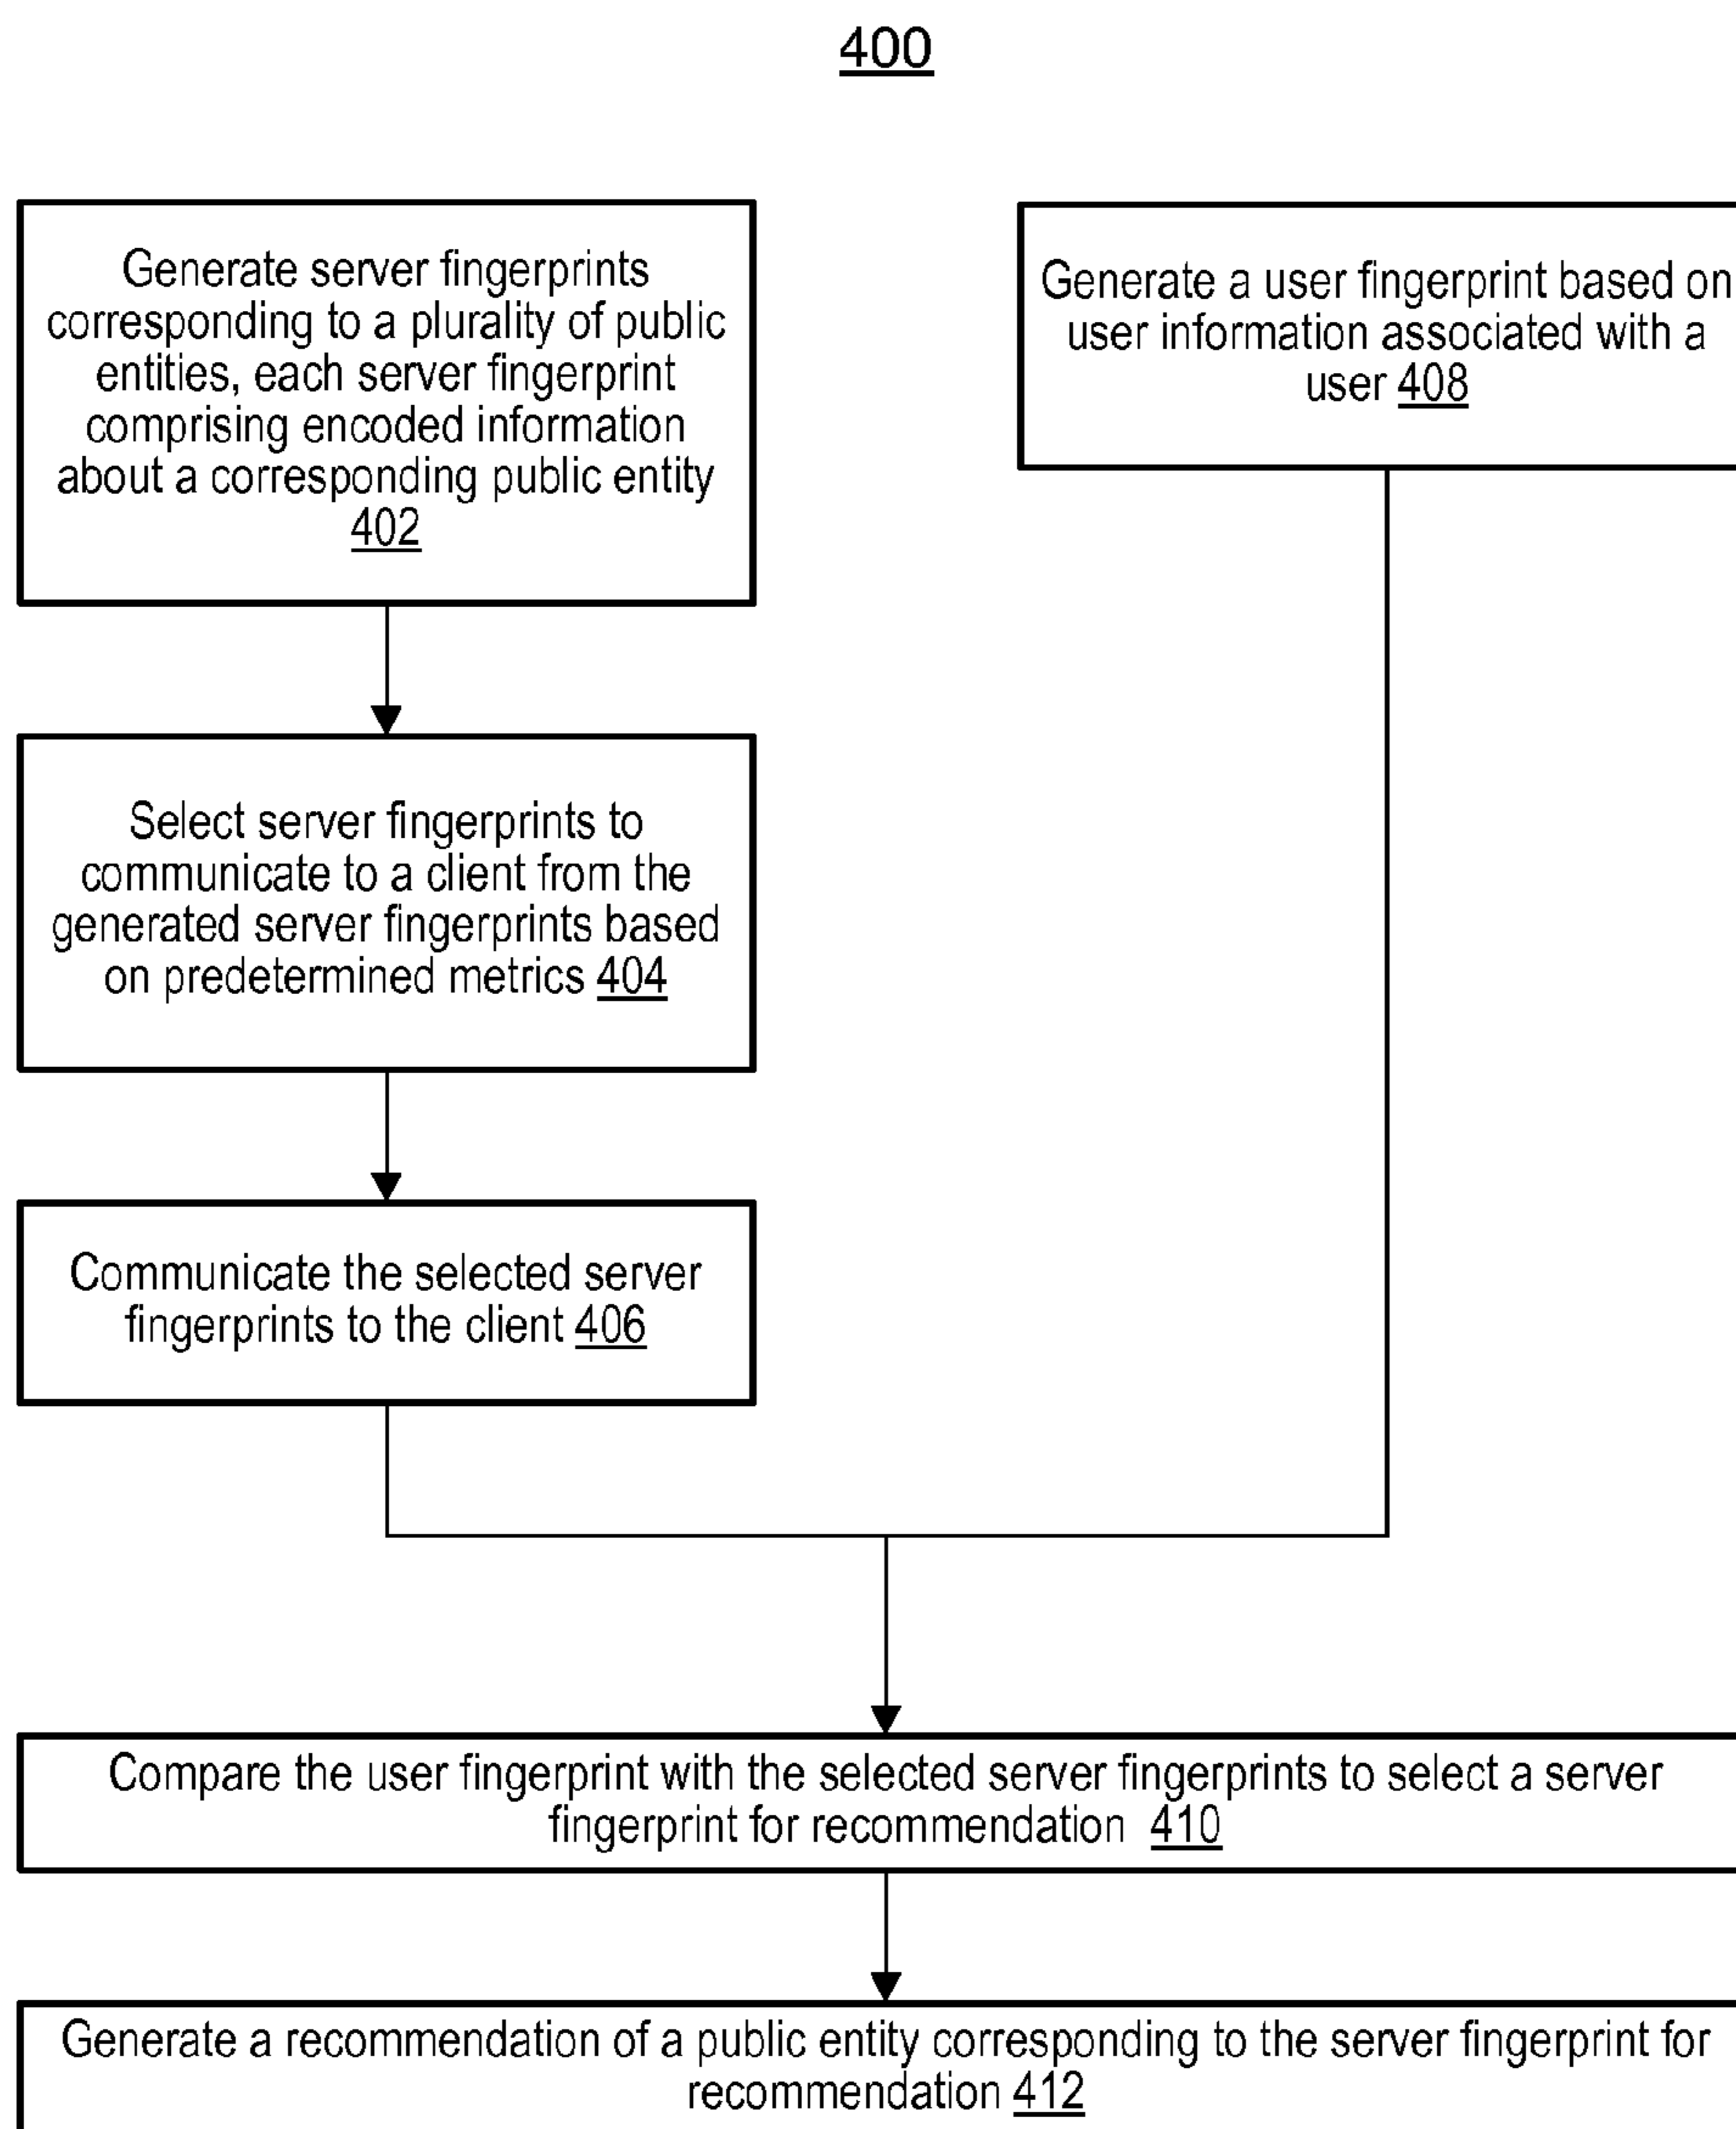 400
Generate server fingerprints
corresponding to a plurality of public
entities, each server fingerprint
comprising encoded information
about a corresponding public entity
402
Select server fingerprints to
communicate to a client from the
generated server fingerprints based
on predetermined metrics 404
Communicate the selected server
fingerprints to the client 406
Generate a user fingerprint based on
user information associated with a
user 408
Compare the user fingerprint with the selected server fingerprints to select a server
fingerprint for recommendation 410
Generate a recommendation of a public entity corresponding to the server fingerprint for
recommendation 412